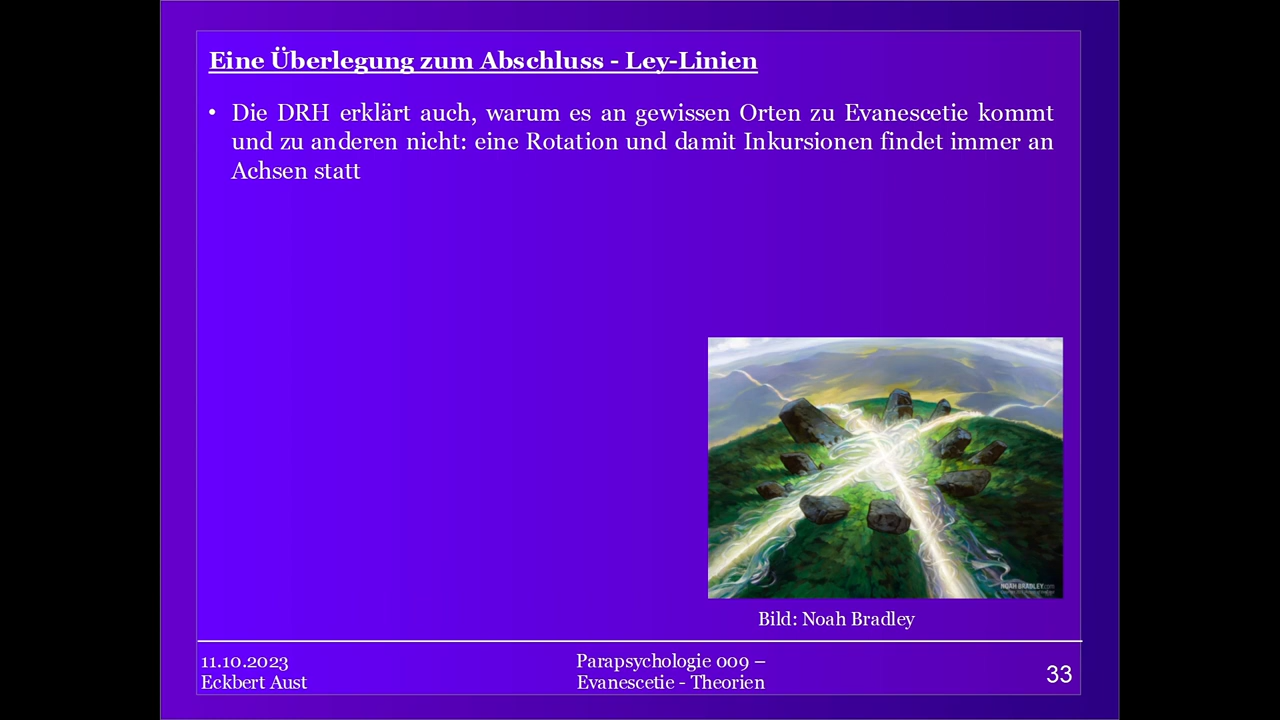 Eine Überlegung zum Abschluss - Ley-Linien
• Die DRH erklärt auch, warum es an gewissen Orten zu Evanescetie kommt
und zu anderen nicht: eine Rotation und damit Inkursionen findet immer an
Achsen statt
NOAH BRADLEY.com
Bild: Noah Bradley
11.10.2023
Eckbert Aust
Parapsychologie 009 –
Evanescetie - Theorien
33